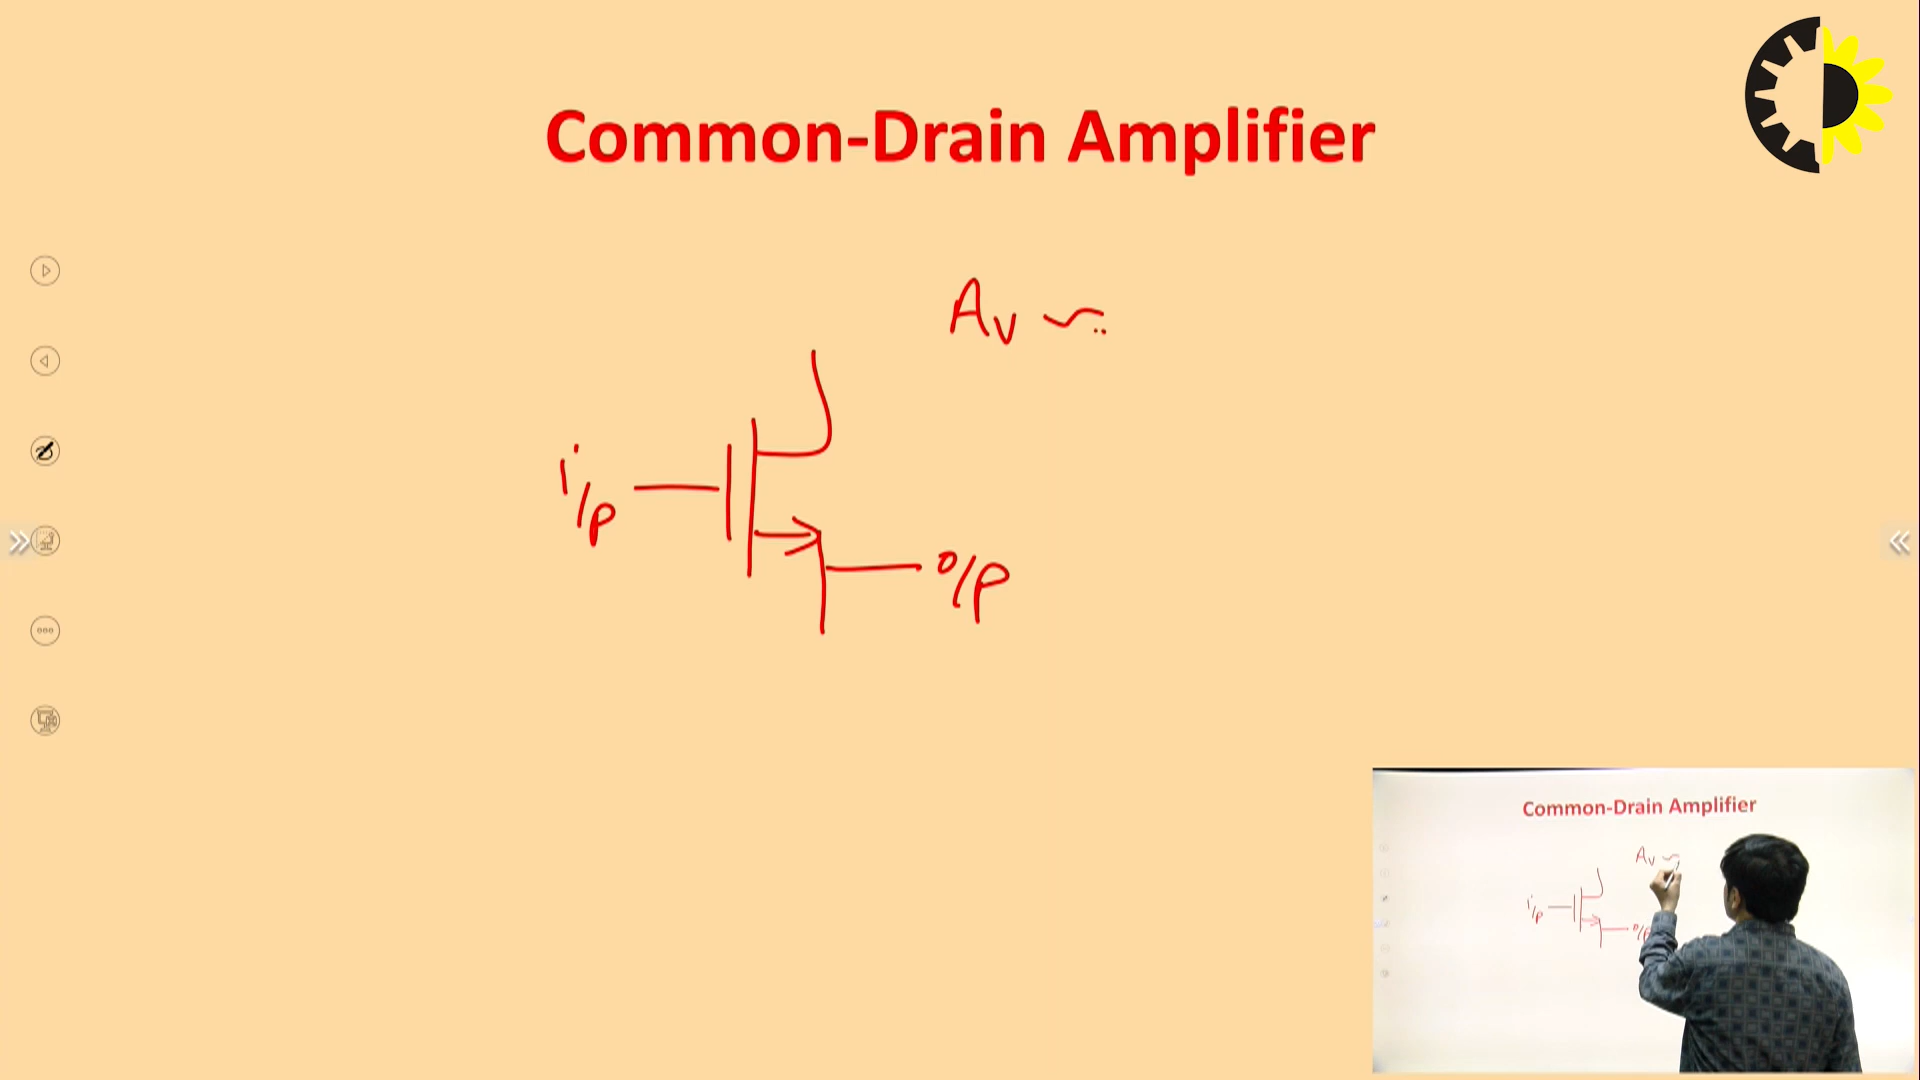 Common-Drain Amplifier
Av ≈
i/p
o/p
Common-Drain Amplifier
Av ≈
i/p
o/p